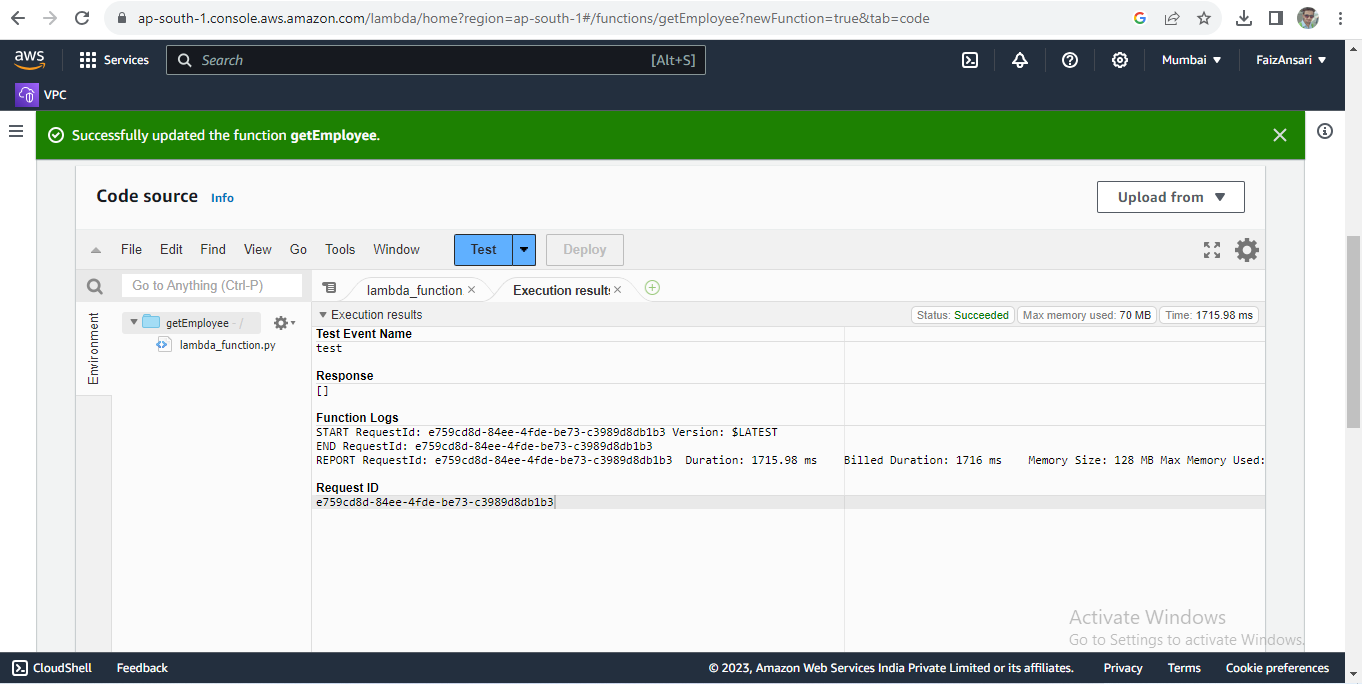 ap-south-1.console.aws.amazon.com/lambda/home?region=ap-south-1#/functions/getEmployee?newFunction=true&tab=code
aws Services Search [Alt+S] Mumbai FaizAnsari
VPC
Successfully updated the function getEmployee.
Code source Info Upload from
File Edit Find View Go Tools Window Test Deploy
Go to Anything (Ctrl-P) lambda_function Execution results
Environment
getEmployee - /
lambda_function.py
Execution results Status: Succeeded Max memory used: 70 MB Time: 1715.98 ms
Test Event Name
test
Response
[]
Function Logs
START RequestId: e759cd8d-84ee-4fde-be73-c3989d8db1b3 Version: $LATEST
END RequestId: e759cd8d-84ee-4fde-be73-c3989d8db1b3
REPORT RequestId: e759cd8d-84ee-4fde-be73-c3989d8db1b3 Duration: 1715.98 ms Billed Duration: 1716 ms Memory Size: 128 MB Max Memory Used:
Request ID
e759cd8d-84ee-4fde-be73-c3989d8db1b3
Activate Windows
Go to Settings to activate Windows.
CloudShell Feedback © 2023, Amazon Web Services India Private Limited or its affiliates. Privacy Terms Cookie preferences